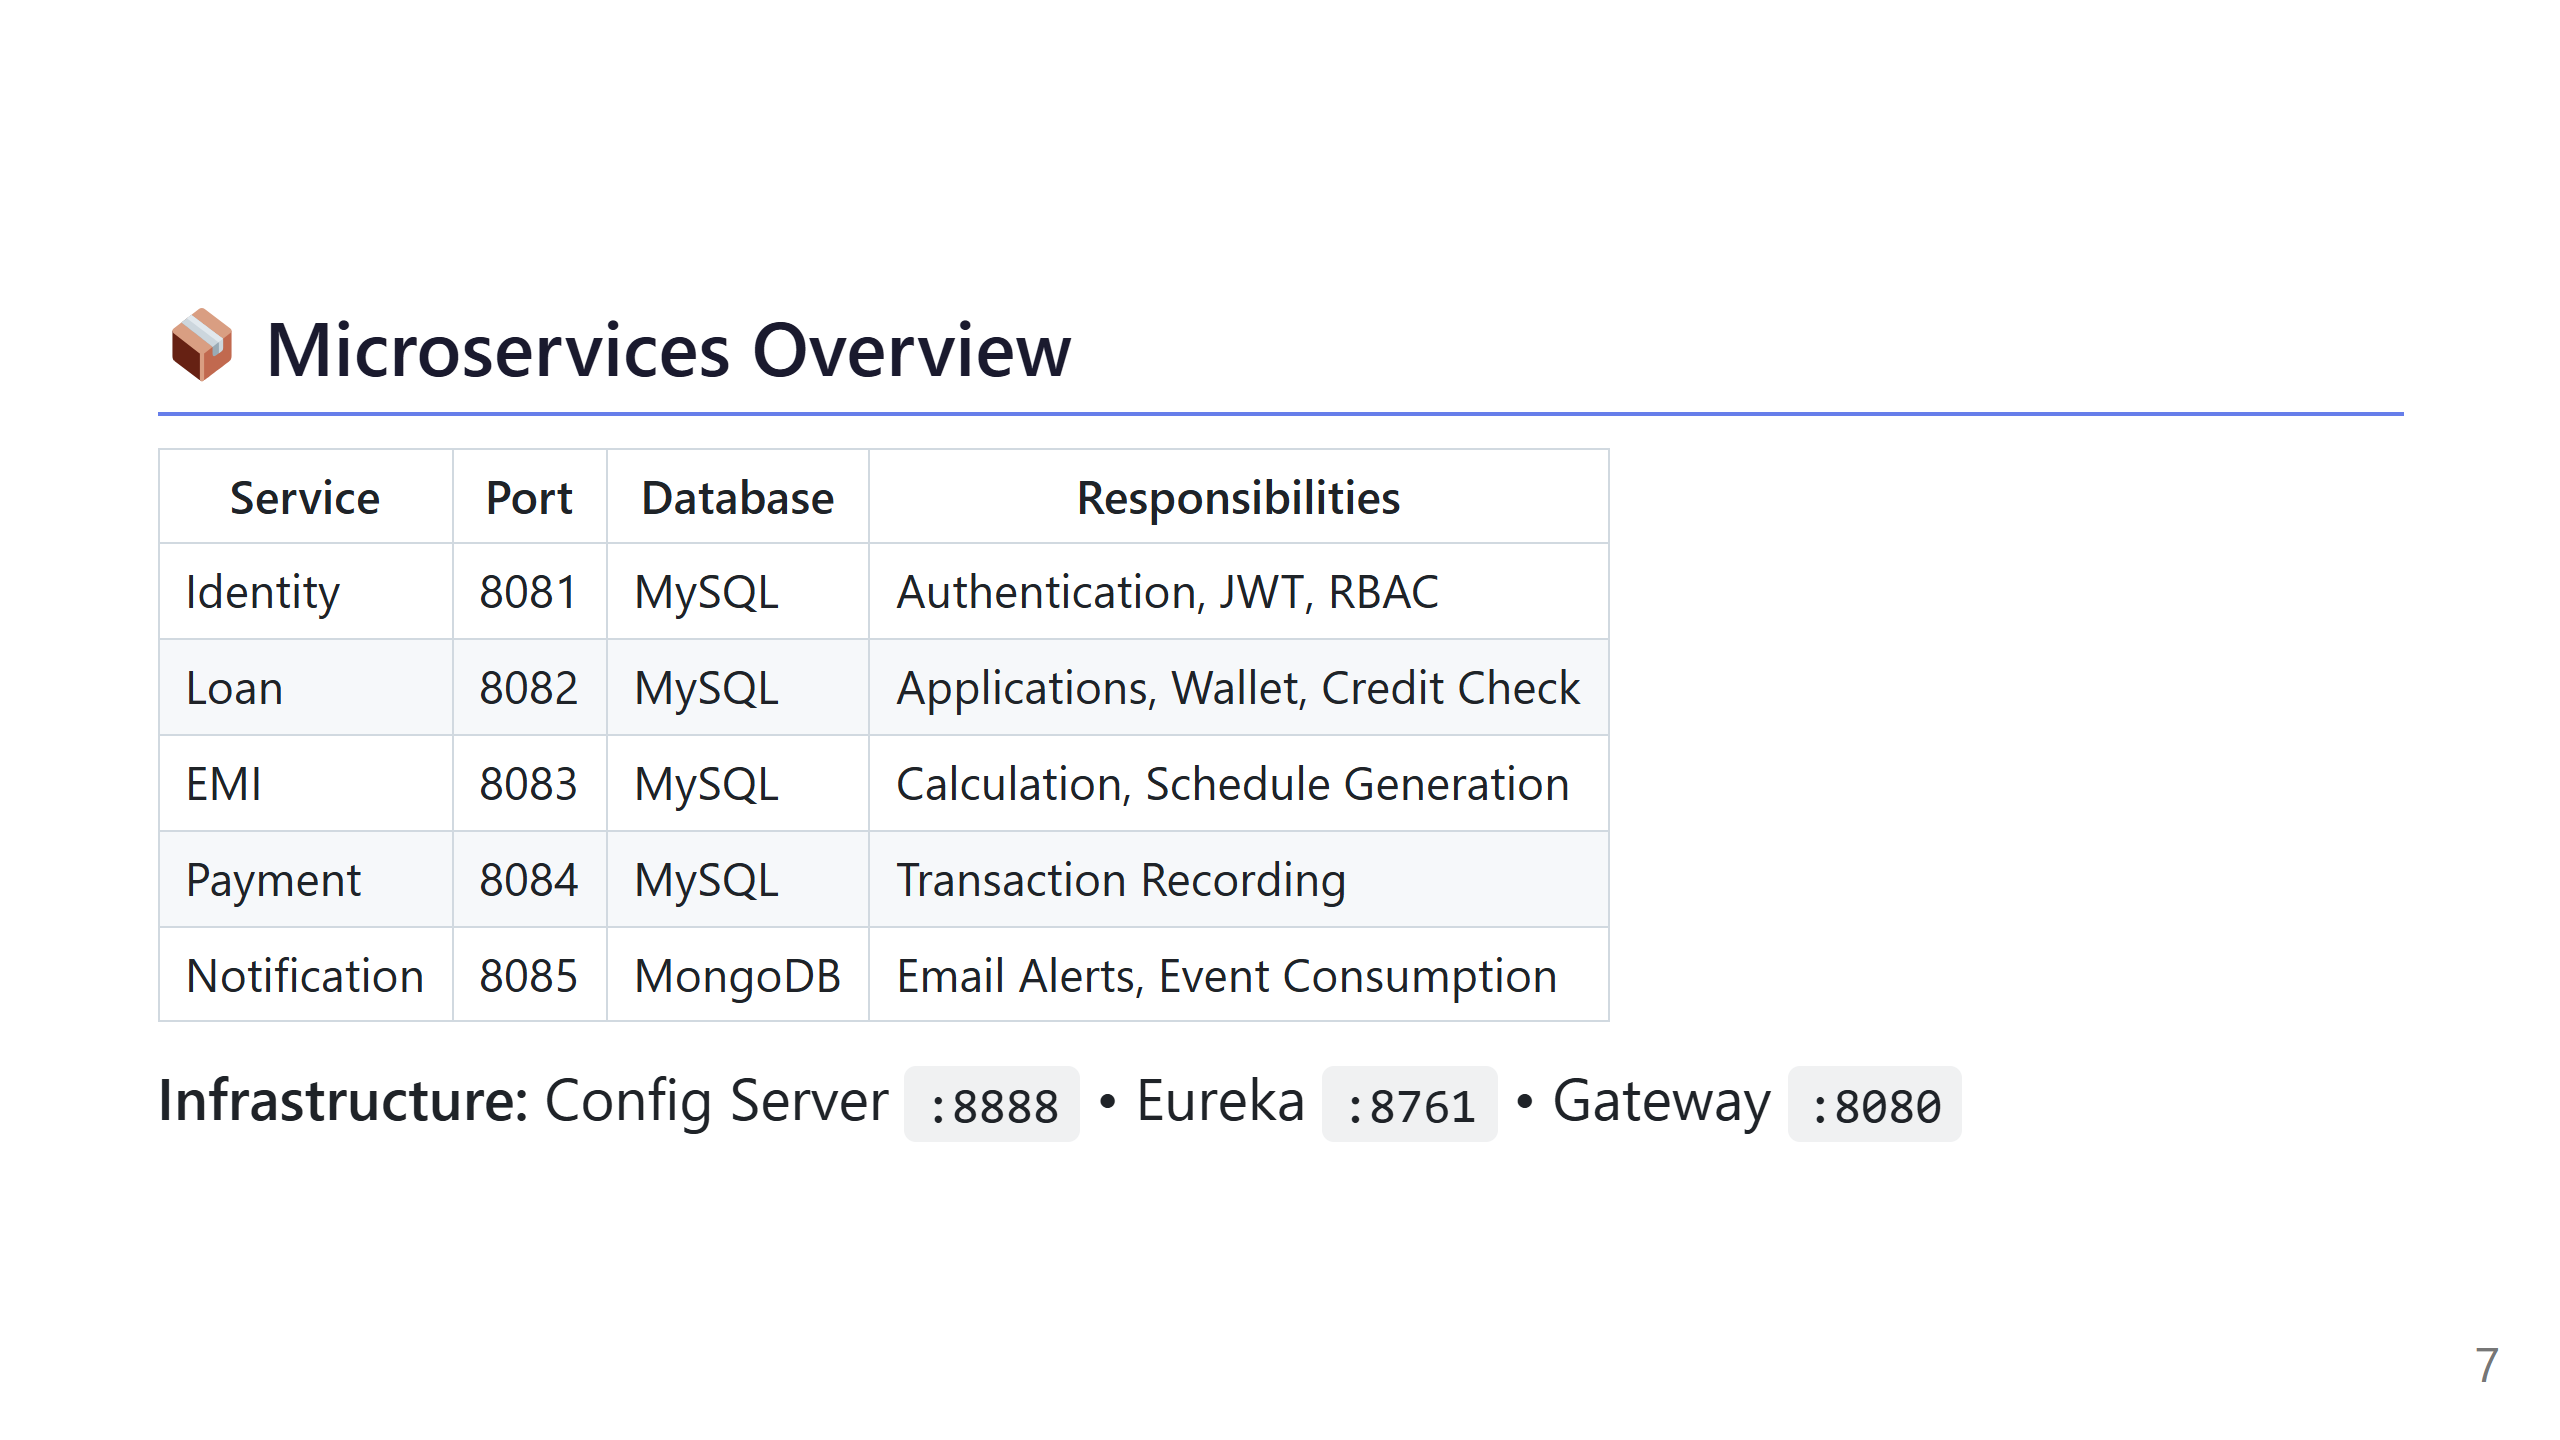 Microservices Overview
Service Port Database Responsibilities
Identity 8081 MySQL Authentication, JWT, RBAC
Loan 8082 MySQL Applications, Wallet, Credit Check
EMI 8083 MySQL Calculation, Schedule Generation
Payment 8084 MySQL Transaction Recording
Notification 8085 MongoDB Email Alerts, Event Consumption
Infrastructure: Config Server :8888 • Eureka :8761 • Gateway :8080
7